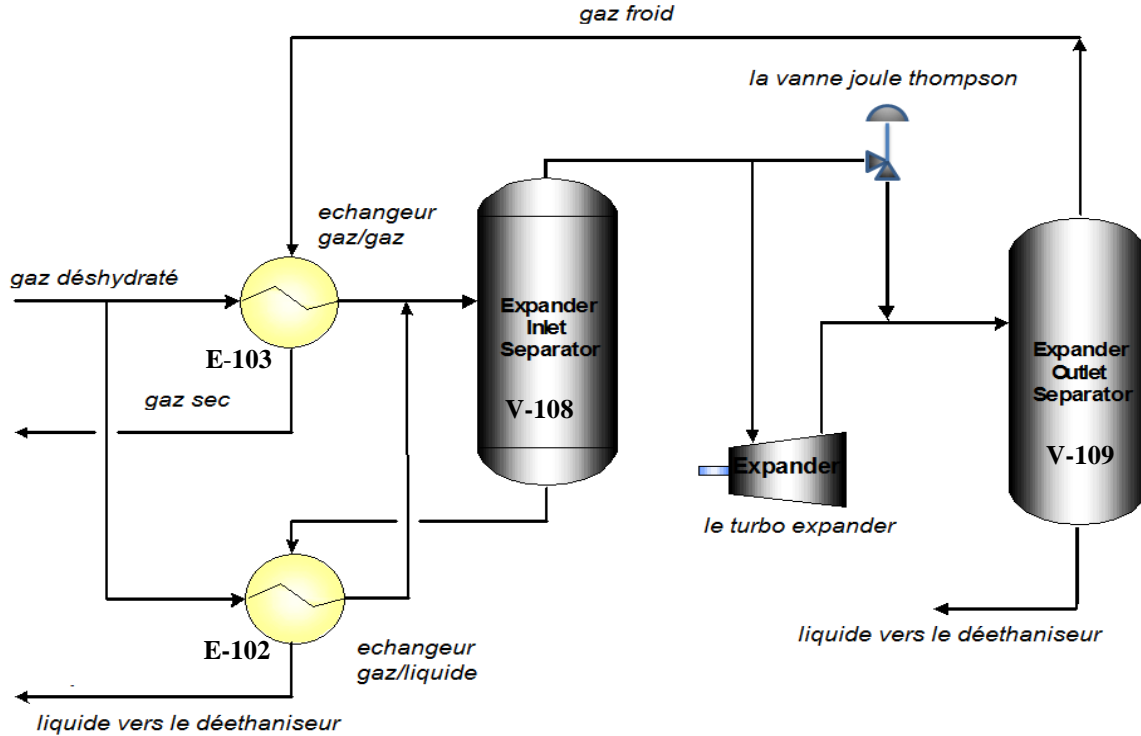 gaz froid
la vanne joule thompson
echangeur
gaz/gaz
gaz déshydraté
E-103
gaz sec
Expander
Inlet
Separator
V-108
Expander
Outlet
Separator
V-109
Expander
le turbo expander
E-102
echangeur
gaz/liquide
liquide vers le déethaniseur
liquide vers le déethaniseur